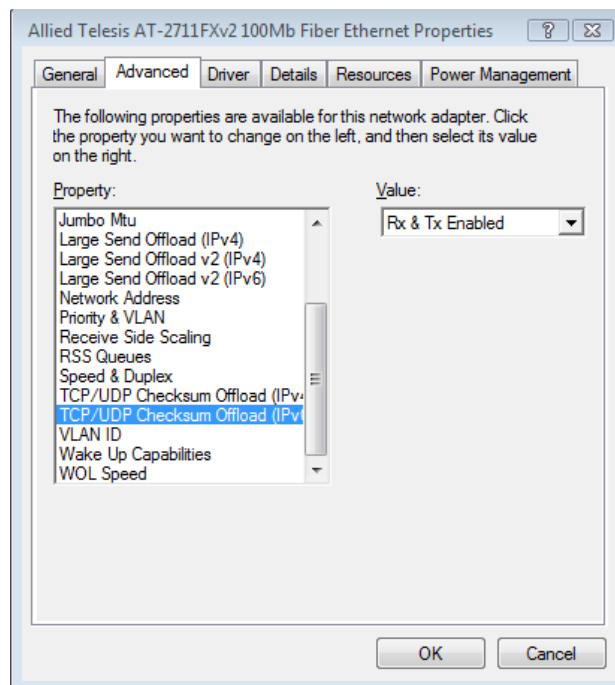 Allied Telesis AT-2711FXv2 100Mb Fiber Ethernet Properties
General Advanced Driver Details Resources Power Management
The following properties are available for this network adapter. Click
the property you want to change on the left, and then select its value
on the right.
Property:
Value:
Jumbo Mtu
Large Send Offload (IPv4)
Large Send Offload v2 (IPv4)
Large Send Offload v2 (IPv6)
Network Address
Priority & VLAN
Receive Side Scaling
RSS Queues
Speed & Duplex
TCP/UDP Checksum Offload (IPv4
TCP/UDP Checksum Offload (IPv6
VLAN ID
Wake Up Capabilities
WOL Speed
Rx & Tx Enabled
OK Cancel